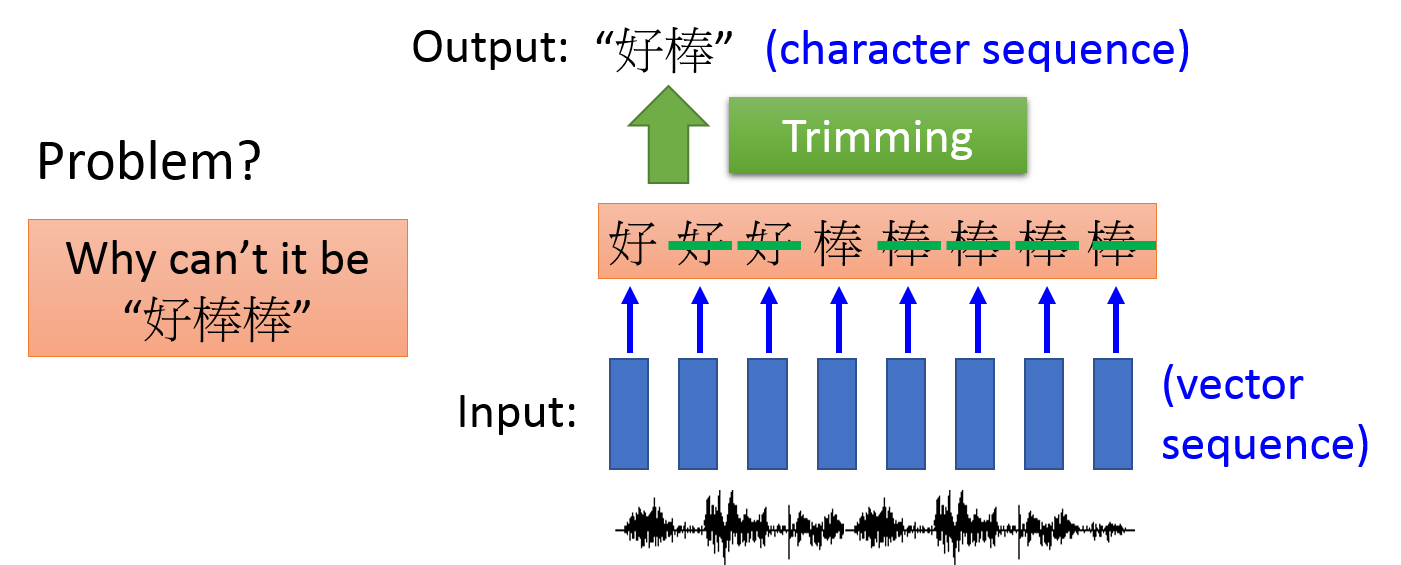 Output: “好棒” (character sequence)
Trimming
Problem?
好 好 好 棒 棒 棒 棒 棒
Why can’t it be
“好棒棒”
Input:
(vector
sequence)